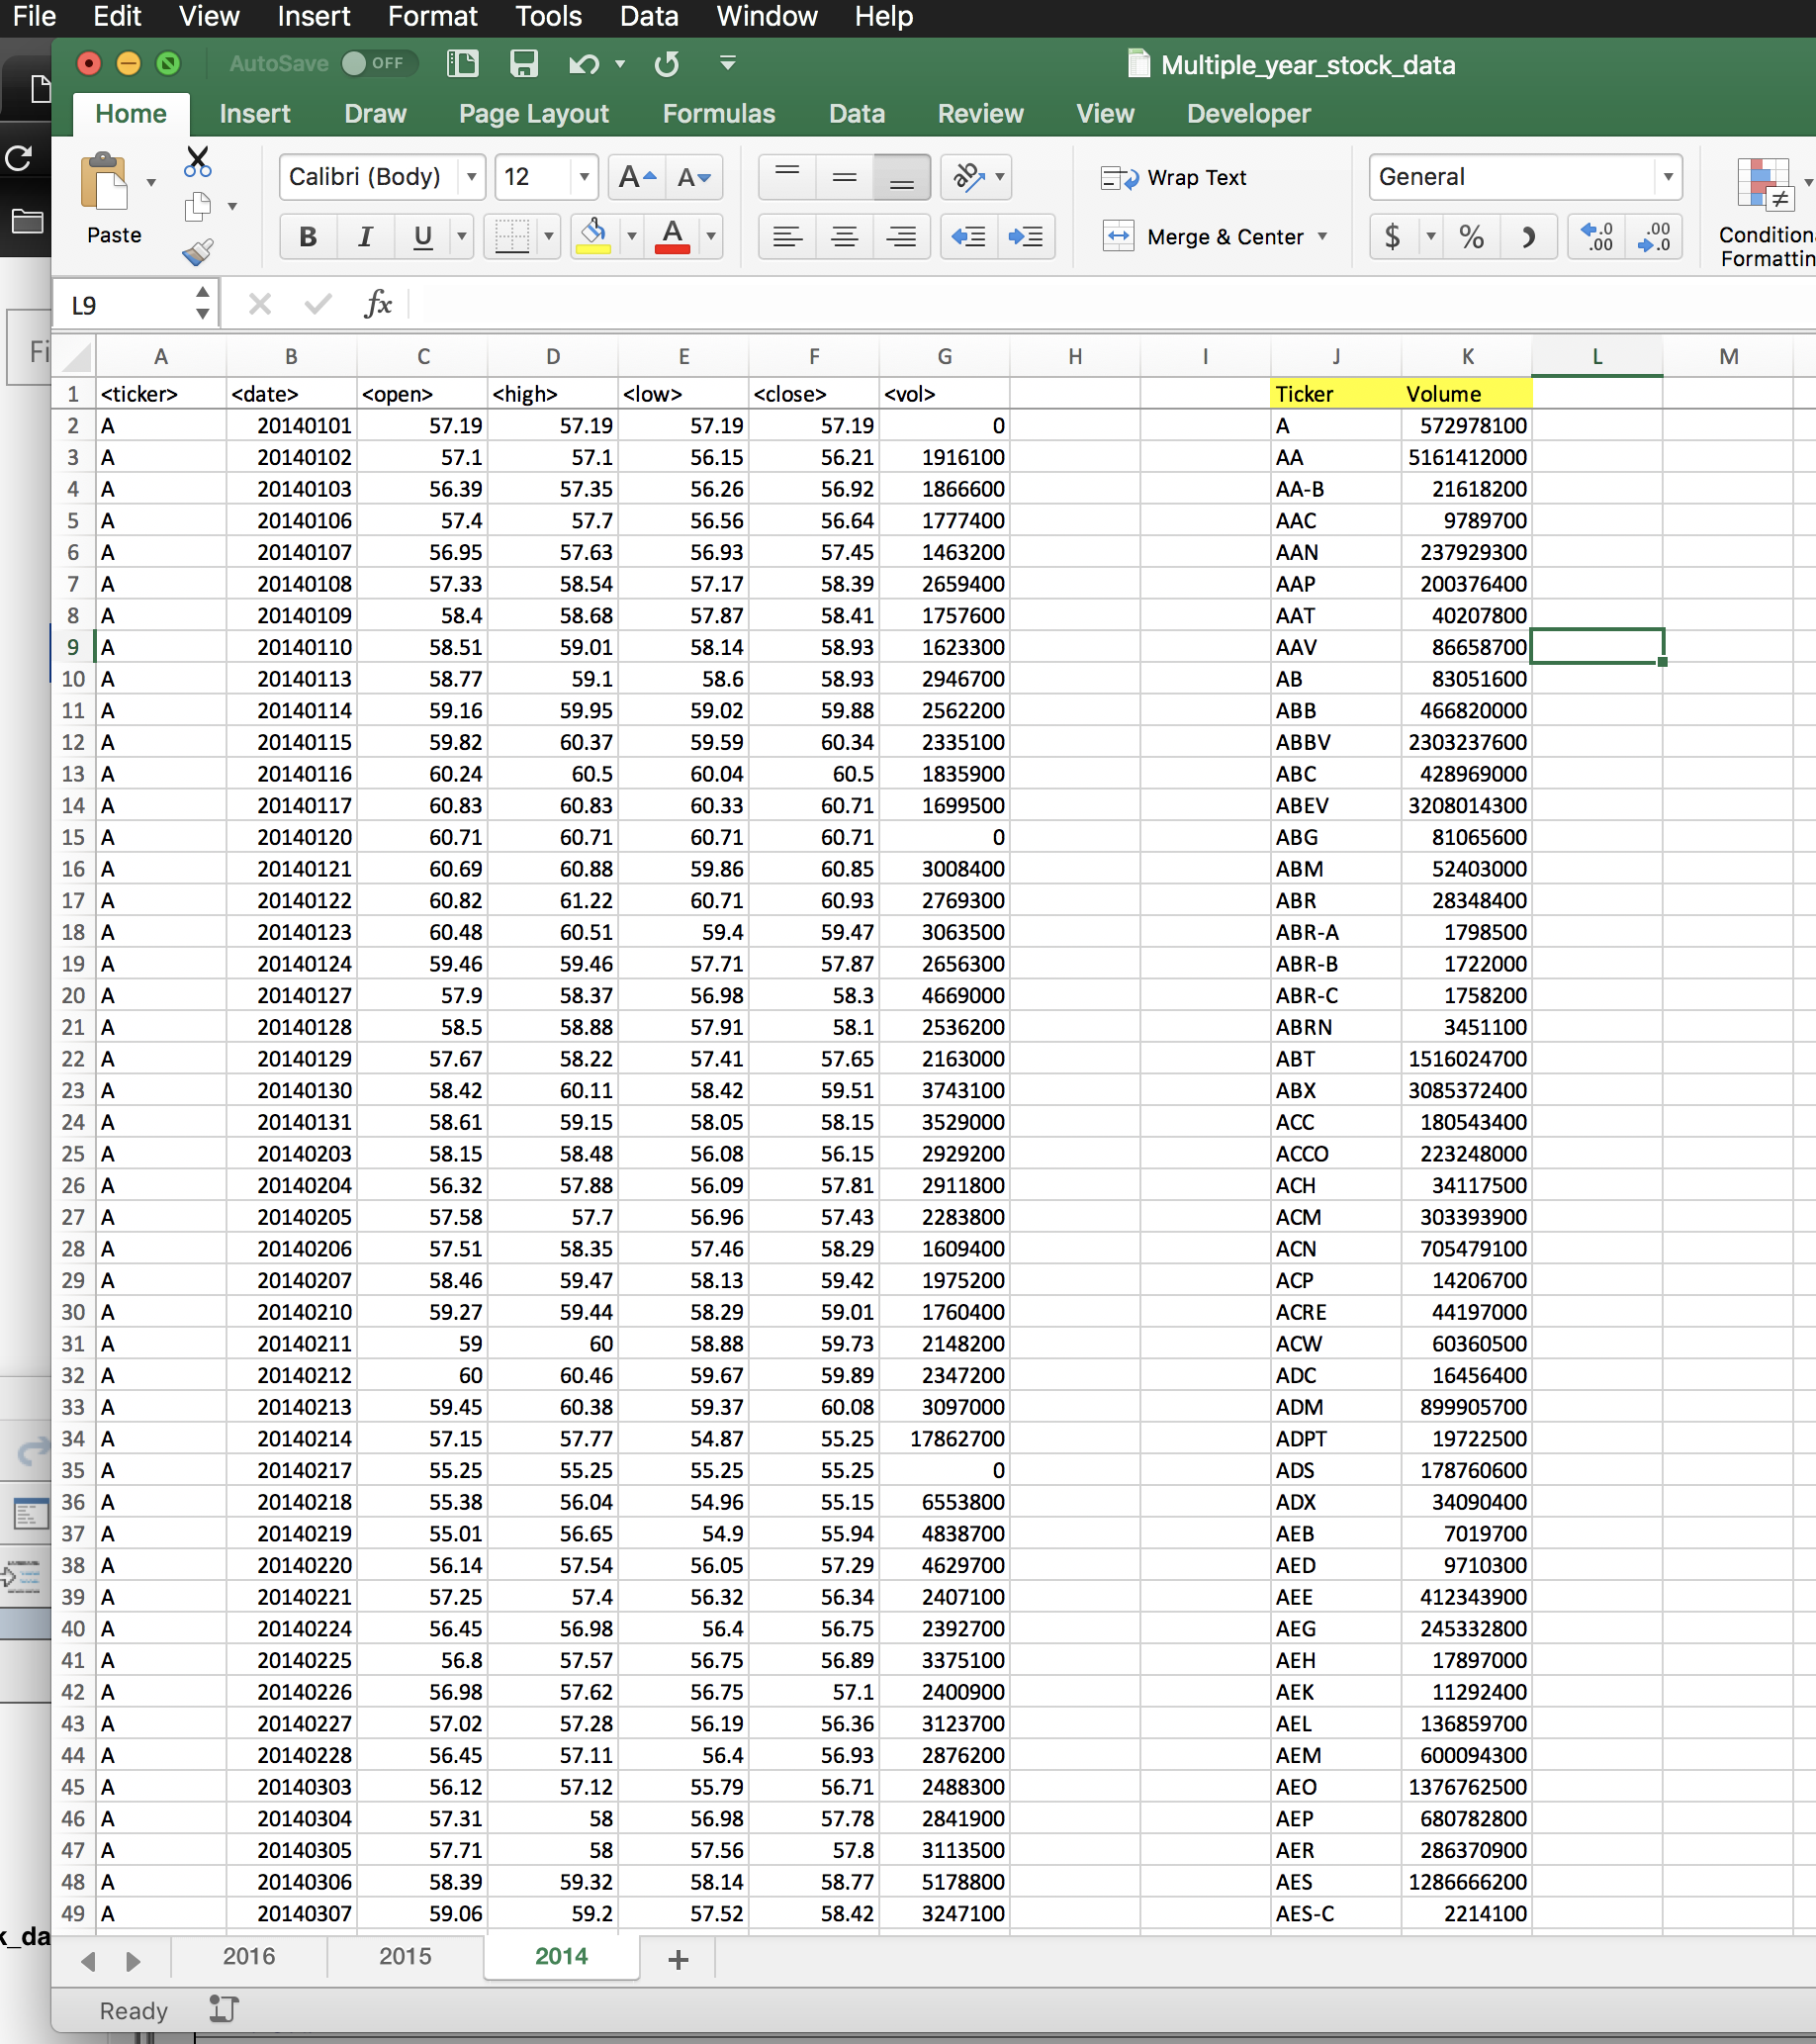 File Edit View Insert Format Tools Data Window Help
AutoSave OFF Multiple_year_stock_data
Home Insert Draw Page Layout Formulas Data Review View Developer
Calibri (Body) 12 A A ab Wrap Text General
Paste B I U A Merge & Center $ % .0 .00 .00 .0 Condition
Formattin
L9 fx
Fi
A B C D E F G H I J K L M
1 <ticker> <date> <open> <high> <low> <close> <vol> Ticker Volume
2 A 20140101 57.19 57.19 57.19 57.19 0 A 572978100
3 A 20140102 57.1 57.1 56.15 56.21 1916100 AA 5161412000
4 A 20140103 56.39 57.35 56.26 56.92 1866600 AA-B 21618200
5 A 20140106 57.4 57.7 56.56 56.64 1777400 AAC 9789700
6 A 20140107 56.95 57.63 56.93 57.45 1463200 AAN 237929300
7 A 20140108 57.33 58.54 57.17 58.39 2659400 AAP 200376400
8 A 20140109 58.4 58.68 57.87 58.41 1757600 AAT 40207800
9 A 20140110 58.51 59.01 58.14 58.93 1623300 AAV 86658700
10 A 20140113 58.77 59.1 58.6 58.93 2946700 AB 83051600
11 A 20140114 59.16 59.95 59.02 59.88 2562200 ABB 466820000
12 A 20140115 59.82 60.37 59.59 60.34 2335100 ABBV 2303237600
13 A 20140116 60.24 60.5 60.04 60.5 1835900 ABC 428969000
14 A 20140117 60.83 60.83 60.33 60.71 1699500 ABEV 3208014300
15 A 20140120 60.71 60.71 60.71 60.71 0 ABG 81065600
16 A 20140121 60.69 60.88 59.86 60.85 3008400 ABM 52403000
17 A 20140122 60.82 61.22 60.71 60.93 2769300 ABR 28348400
18 A 20140123 60.48 60.51 59.4 59.47 3063500 ABR-A 1798500
19 A 20140124 59.46 59.46 57.71 57.87 2656300 ABR-B 1722000
20 A 20140127 57.9 58.37 56.98 58.3 4669000 ABR-C 1758200
21 A 20140128 58.5 58.88 57.91 58.1 2536200 ABRN 3451100
22 A 20140129 57.67 58.22 57.41 57.65 2163000 ABT 1516024700
23 A 20140130 58.42 60.11 58.42 59.51 3743100 ABX 3085372400
24 A 20140131 58.61 59.15 58.05 58.15 3529000 ACC 180543400
25 A 20140203 58.15 58.48 56.08 56.15 2929200 ACCO 223248000
26 A 20140204 56.32 57.88 56.09 57.81 2911800 ACH 34117500
27 A 20140205 57.58 57.7 56.96 57.43 2283800 ACM 303393900
28 A 20140206 57.51 58.35 57.46 58.29 1609400 ACN 705479100
29 A 20140207 58.46 59.47 58.13 59.42 1975200 ACP 14206700
30 A 20140210 59.27 59.44 58.29 59.01 1760400 ACRE 44197000
31 A 20140211 59 60 58.88 59.73 2148200 ACW 60360500
32 A 20140212 60 60.46 59.67 59.89 2347200 ADC 16456400
33 A 20140213 59.45 60.38 59.37 60.08 3097000 ADM 899905700
34 A 20140214 57.15 57.77 54.87 55.25 17862700 ADPT 19722500
35 A 20140217 55.25 55.25 55.25 55.25 0 ADS 178760600
36 A 20140218 55.38 56.04 54.96 55.15 6553800 ADX 34090400
37 A 20140219 55.01 56.65 54.9 55.94 4838700 AEB 7019700
38 A 20140220 56.14 57.54 56.05 57.29 4629700 AED 9710300
39 A 20140221 57.25 57.4 56.32 56.34 2407100 AEE 412343900
40 A 20140224 56.45 56.98 56.4 56.75 2392700 AEG 245332800
41 A 20140225 56.8 57.57 56.75 56.89 3375100 AEH 17897000
42 A 20140226 56.98 57.62 56.75 57.1 2400900 AEK 11292400
43 A 20140227 57.02 57.28 56.19 56.36 3123700 AEL 136859700
44 A 20140228 56.45 57.11 56.4 56.93 2876200 AEM 600094300
45 A 20140303 56.12 57.12 55.79 56.71 2488300 AEO 1376762500
46 A 20140304 57.31 58 56.98 57.78 2841900 AEP 680782800
47 A 20140305 57.71 58 57.56 57.8 3113500 AER 286370900
48 A 20140306 58.39 59.32 58.14 58.77 5178800 AES 1286666200
49 A 20140307 59.06 59.2 57.52 58.42 3247100 AES-C 2214100
k_da
2016 2015 2014 +
Ready